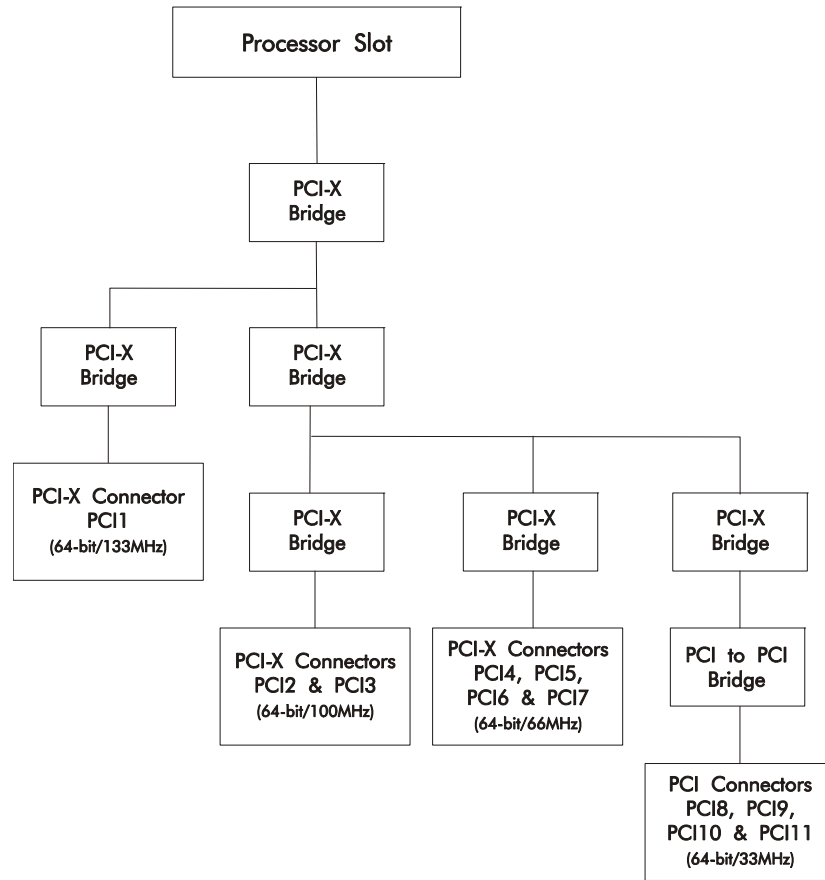 Processor Slot
PCI-X
Bridge
PCI-X
Bridge
PCI-X
Bridge
PCI-X Connector
PCI1
(64-bit/133MHz)
PCI-X
Bridge
PCI-X
Bridge
PCI-X
Bridge
PCI-X Connectors
PCI2 & PCI3
(64-bit/100MHz)
PCI-X Connectors
PCI4, PCI5,
PCI6 & PCI7
(64-bit/66MHz)
PCI to PCI
Bridge
PCI Connectors
PCI8, PCI9,
PCI10 & PCI11
(64-bit/33MHz)